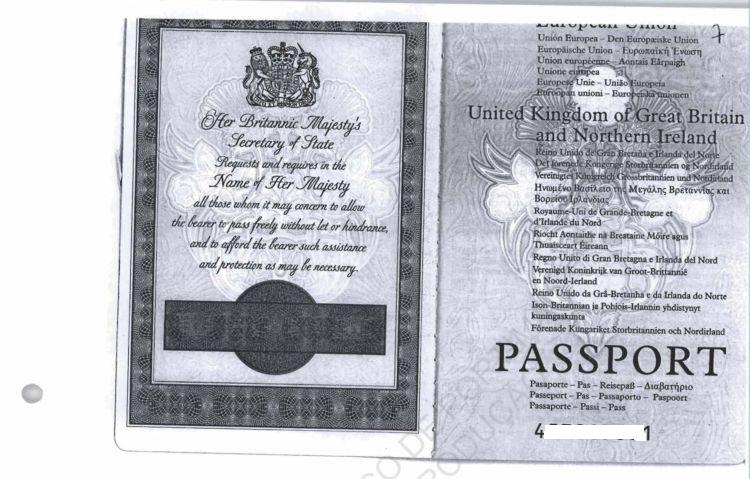 Her Britannic Majesty's
Secretary of State
Requests and requires in the
Name of Her Majesty
all those whom it may concern to allow
the bearer to pass freely without let or hindrance,
and to afford the bearer such assistance
and protection as may be necessary.
European Union
7
Unión Europea – Den Europæiske Union
Europäische Union – Ευρωπαϊκή Ένωση
Union européenne – Aontais Eårpaigh
Unione europea
Europese Unie – União Europeia
Euroopan unioni – Europeiska unionen
United Kingdom of Great Britain
and Northern Ireland
Reino Unido de Gran Bretaña e Irlanda del Norte
Det forenede Kongerige Storbritannien og Nordirland
Vereinigtes Königreich Grossbritannien und Nordirland
Ηνωμένο Βασίλειο της Μεγάλης Βρεταννίας και
Βορείου Ιρλανδίας
Royaume-Uni de Grande-Bretagne et
d'Irlande du Nord
Ríocht Aontaithe na Breataine Móire agus
Thuaisceart Éireann
Regno Unito di Gran Bretagna e Irlanda del Nord
Verenigd Koninkrijk van Groot-Brittannië
en Noord-Ierland
Reino Unido da Grã-Bretanha e da Irlanda do Norte
Ison-Britannian ja Pohjois-Irlannin yhdistynyt
kuningaskunta
Förenade Kungariket Storbritannien och Nordirland
PASSPORT
Pasaporte – Pas – Reisepaß – Διαβατήριο
Passeport – Pas – Passaporto – Paspoort
Passaporte – Passi – Pass
4 1